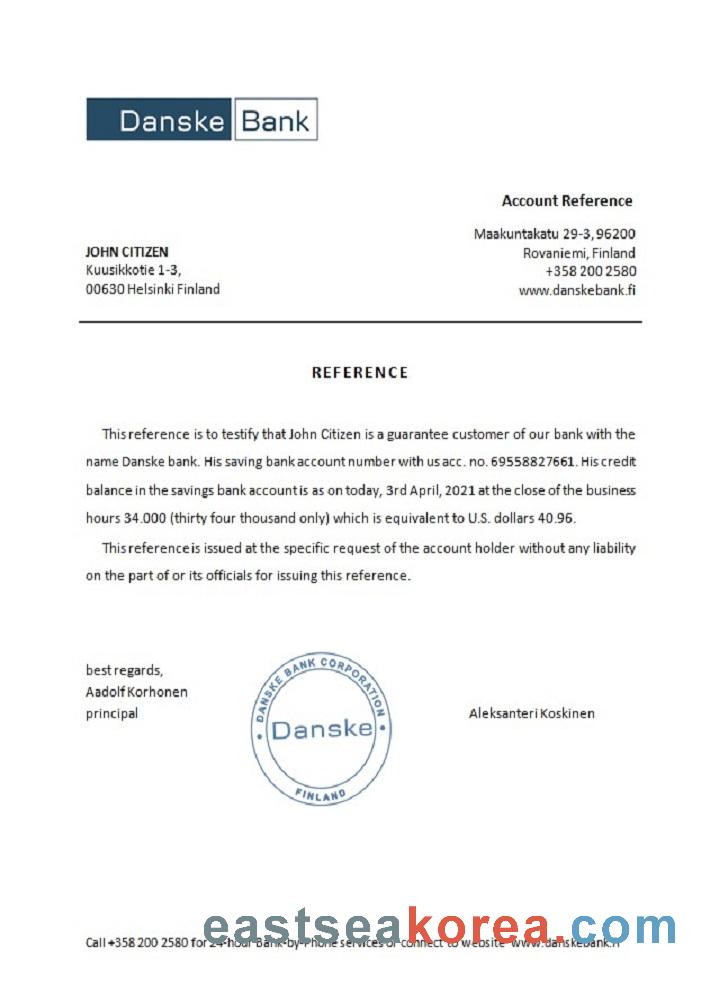 Danske Bank
Account Reference
Maakuntakatu 29-3, 96200
Rovaniemi, Finland
+358 200 2580
www.danskebank.fi
JOHN CITIZEN
Kuusikkotie 1-3,
00630 Helsinki Finland
REFERENCE
This reference is to testify that John Citizen is a guarantee customer of our bank with the
name Danske bank. His saving bank account number with us acc. no. 69558827661. His credit
balance in the savings bank account is as on today, 3rd April, 2021 at the close of the business
hours 34.000 (thirty four thousand only) which is equivalent to U.S. dollars 40.96.
This reference is issued at the specific request of the account holder without any liability
on the part of or its officials for issuing this reference.
best regards,
Aadolf Korhonen
principal
DANSKE BANK CORPORATION
Danske
FINLAND
Aleksanteri Koskinen
eastseakorea.com
Call +358 200 2580 for 24-hour Bank-by-Phone services or connect to website www.danskebank.fi